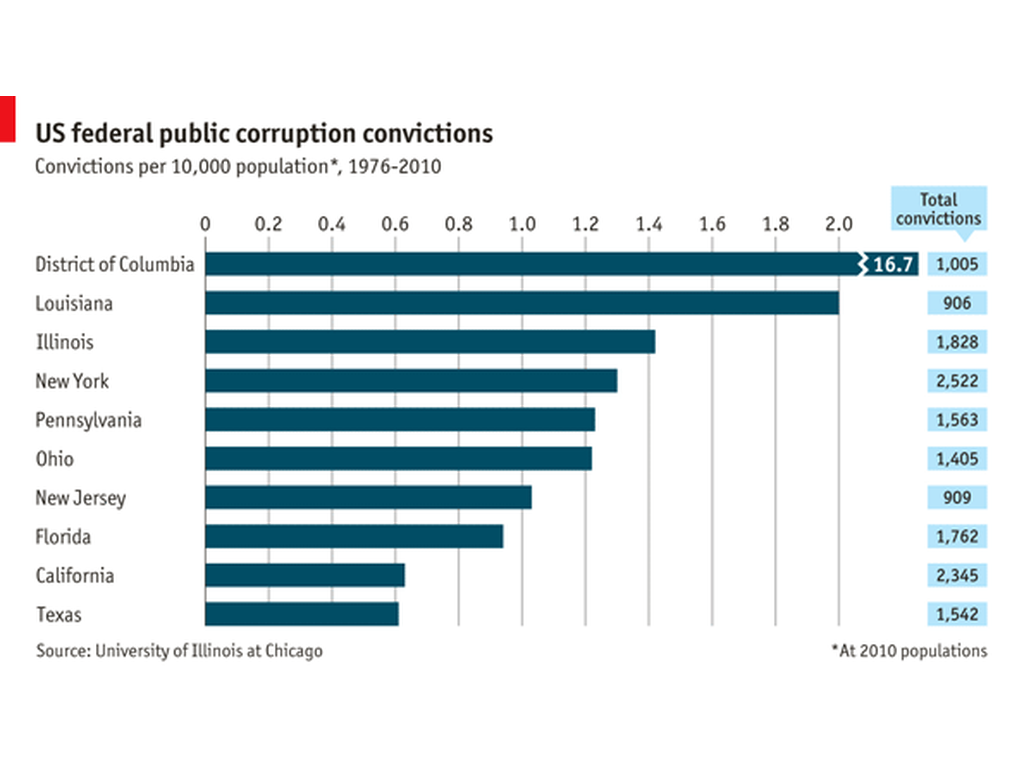 US federal public corruption convictions
Convictions per 10,000 population*, 1976-2010
Total
convictions
0 0.2 0.4 0.6 0.8 1.0 1.2 1.4 1.6 1.8 2.0
District of Columbia 16.7 1,005
Louisiana 906
Illinois 1,828
New York 2,522
Pennsylvania 1,563
Ohio 1,405
New Jersey 909
Florida 1,762
California 2,345
Texas 1,542
Source: University of Illinois at Chicago *At 2010 populations